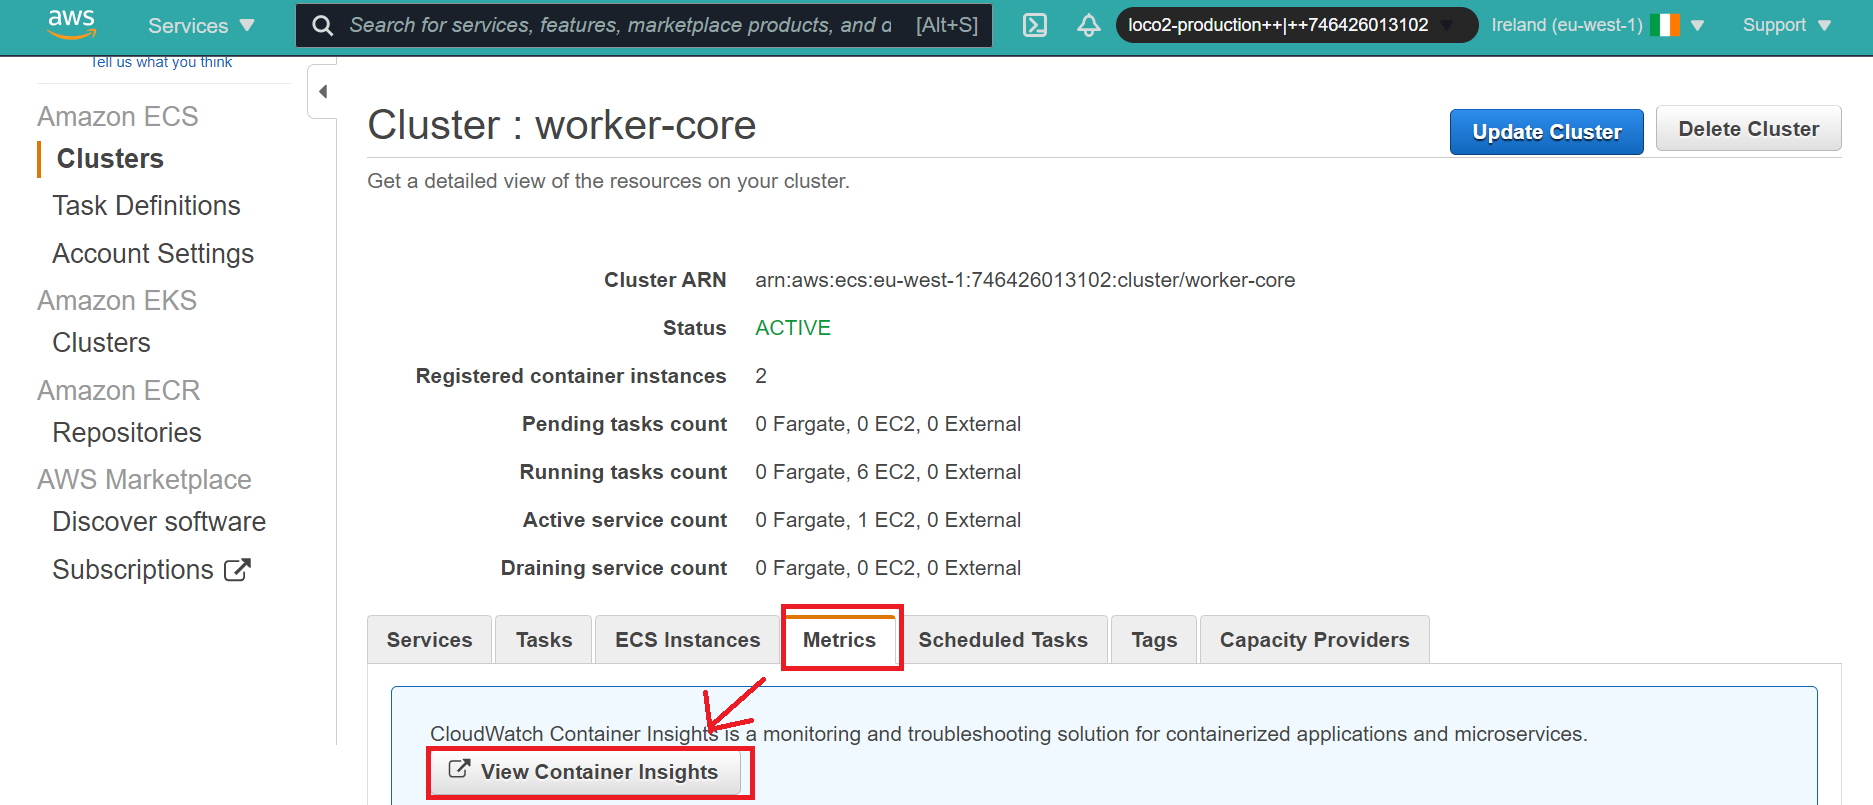 aws Services Search for services, features, marketplace products, and d [Alt+S] loco2-production++|++746426013102 Ireland (eu-west-1) Support
Tell us what you think
Amazon ECS
Clusters
Task Definitions
Account Settings
Amazon EKS
Clusters
Amazon ECR
Repositories
AWS Marketplace
Discover software
Subscriptions
Cluster : worker-core
Update Cluster
Delete Cluster
Get a detailed view of the resources on your cluster.
Cluster ARN arn:aws:ecs:eu-west-1:746426013102:cluster/worker-core
Status ACTIVE
Registered container instances 2
Pending tasks count 0 Fargate, 0 EC2, 0 External
Running tasks count 0 Fargate, 6 EC2, 0 External
Active service count 0 Fargate, 1 EC2, 0 External
Draining service count 0 Fargate, 0 EC2, 0 External
Services Tasks ECS Instances Metrics Scheduled Tasks Tags Capacity Providers
CloudWatch Container Insights is a monitoring and troubleshooting solution for containerized applications and microservices.
View Container Insights